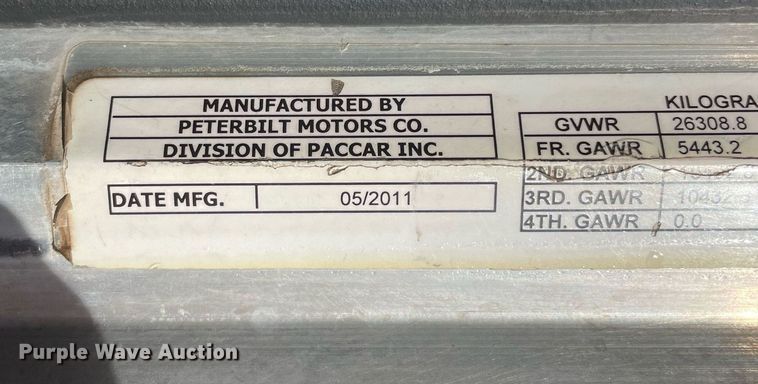 MANUFACTURED BY
PETERBILT MOTORS CO.
DIVISION OF PACCAR INC.
DATE MFG. 05/2011
KILOGRA
GVWR 26308.8
FR. GAWR 5443.2
2ND. GAWR
3RD. GAWR
4TH. GAWR 0.0
Purple Wave Auction